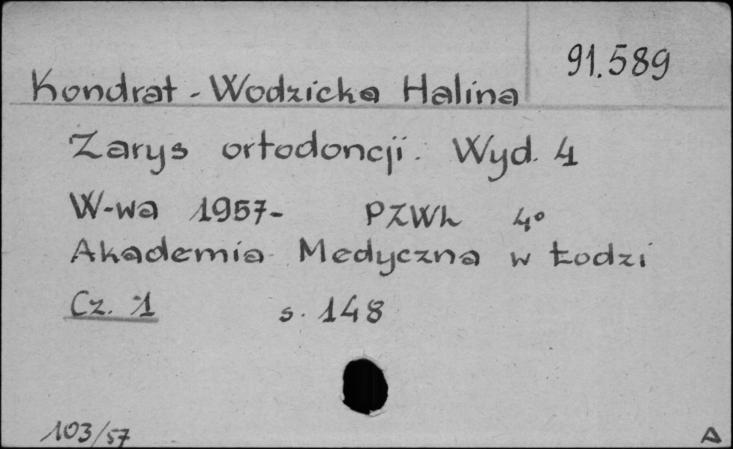 91.589
Kondrat-Wodzicka Halina
Zarys ortodoncji. Wyd. 4
W-wa 1957- PZWL 4°
Akademia Medyczna w Łodzi
Cz. 1 s. 148
103/57 A